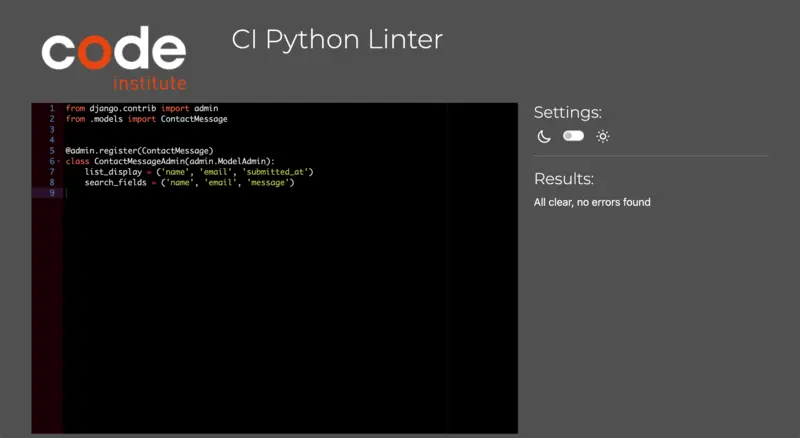 code
institute
CI Python Linter
1 from django.contrib import admin
2 from .models import ContactMessage
3
4
5 @admin.register(ContactMessage)
6 class ContactMessageAdmin(admin.ModelAdmin):
7     list_display = ('name', 'email', 'submitted_at')
8     search_fields = ('name', 'email', 'message')
9
Settings:
Results:
All clear, no errors found